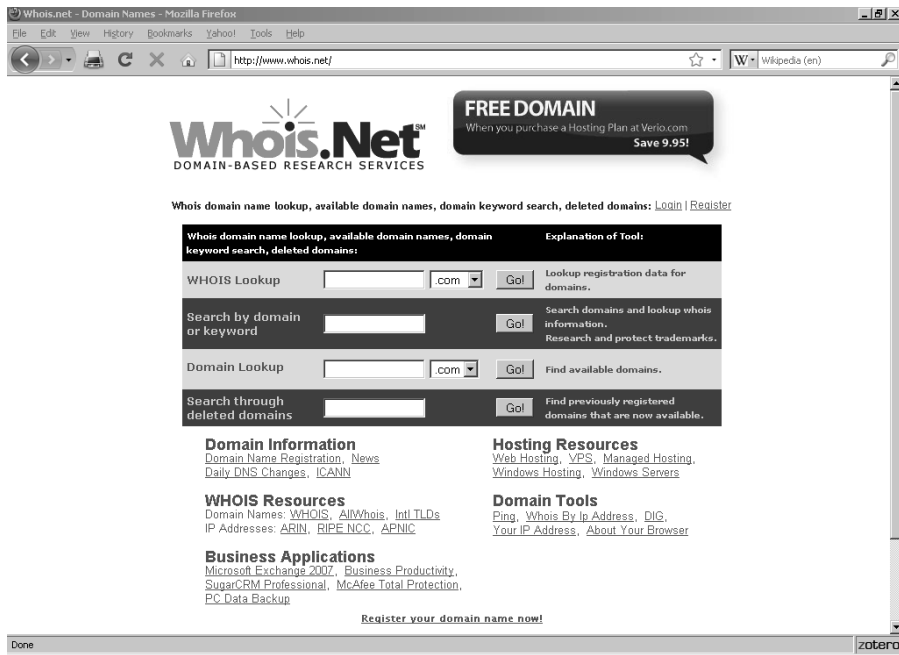 Whois.net - Domain Names - Mozilla Firefox
File Edit View History Bookmarks Yahoo! Tools Help
http://www.whois.net/
W Wikipedia (en)
Whois.Net SM
DOMAIN-BASED RESEARCH SERVICES
FREE DOMAIN
When you purchase a Hosting Plan at Verio.com
Save 9.95!
Whois domain name lookup, available domain names, domain keyword search, deleted domains: Login | Register
Whois domain name lookup, available domain names, domain
keyword search, deleted domains:
Explanation of Tool:
WHOIS Lookup .com Go!
Lookup registration data for
domains.
Search by domain
or keyword
Go!
Search domains and lookup whois
information.
Research and protect trademarks.
Domain Lookup .com Go! Find available domains.
Search through
deleted domains
Go!
Find previously registered
domains that are now available.
Domain Information
Domain Name Registration, News
Daily DNS Changes, ICANN
Hosting Resources
Web Hosting, VPS, Managed Hosting,
Windows Hosting, Windows Servers
WHOIS Resources
Domain Names: WHOIS, AllWhois, Intl TLDs
IP Addresses: ARIN, RIPE NCC, APNIC
Domain Tools
Ping, Whois By Ip Address, DIG,
Your IP Address, About Your Browser
Business Applications
Microsoft Exchange 2007, Business Productivity,
SugarCRM Professional, McAfee Total Protection,
PC Data Backup
Register your domain name now!
Done
zotero